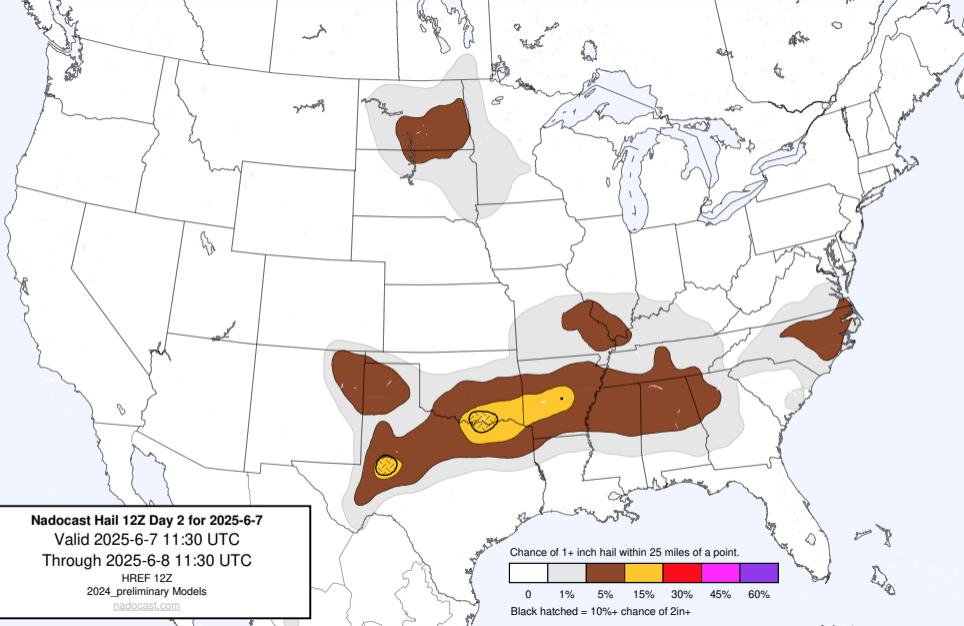 Nadocast Hail 12Z Day 2 for 2025-6-7
Valid 2025-6-7 11:30 UTC
Through 2025-6-8 11:30 UTC
HREF 12Z
2024_preliminary Models
nadocast.com
Chance of 1+ inch hail within 25 miles of a point.
0 1% 5% 15% 30% 45% 60%
Black hatched = 10%+ chance of 2in+